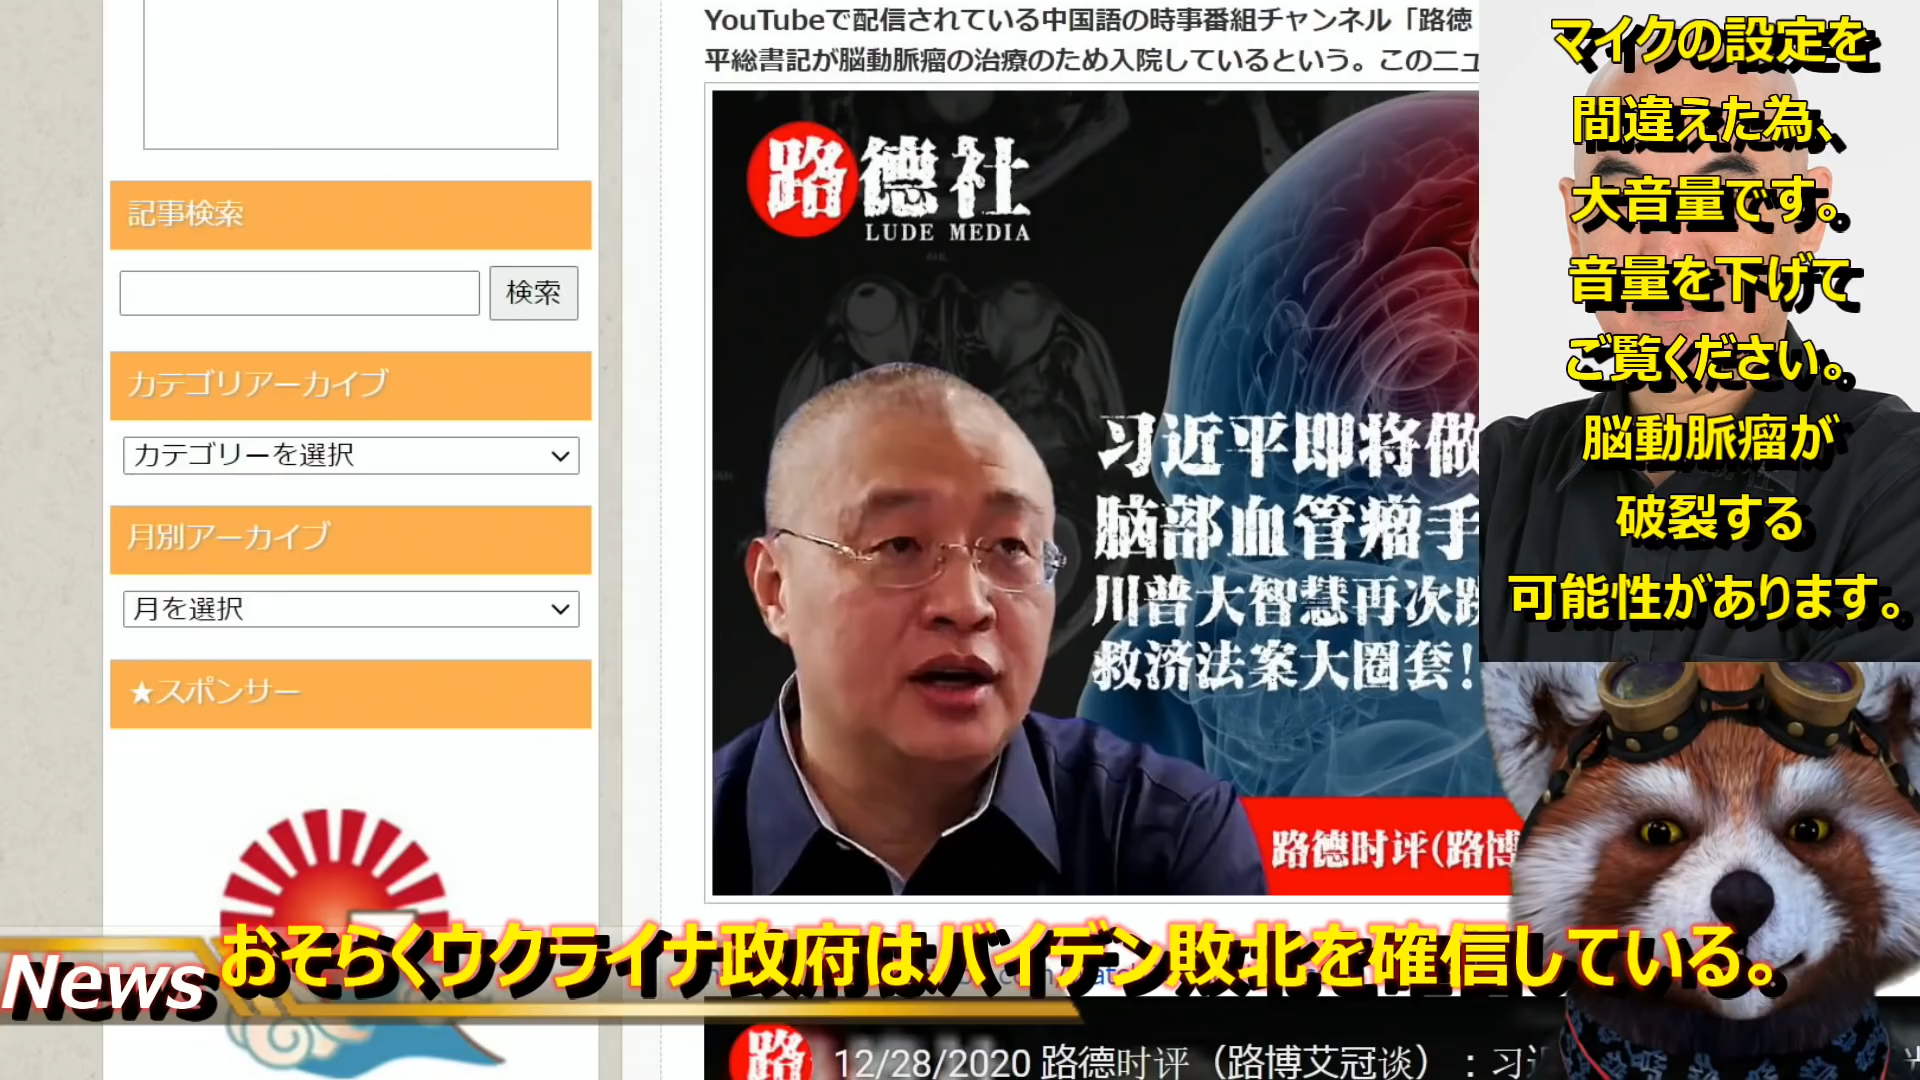 YouTubeで配信されている中国語の時事番組チャンネル「路徳
平総書記が脳動脈瘤の治療のため入院しているという。このニュ
記事検索
検索
カテゴリアーカイブ
カテゴリーを選択
月別アーカイブ
月を選択
★スポンサー
路德社
LUDE MEDIA
习近平即将做
脑部血管瘤手
川普大智慧再次跳
救济法案大圈套!
路德时评(路博
マイクの設定を
間違えた為、
大音量です。
音量を下げて
ご覧ください。
脳動脈瘤が
破裂する
可能性があります。
News
おそらくウクライナ政府はバイデン敗北を確信している。
路
12/28/2020 路德时评（路博艾冠谈）：习